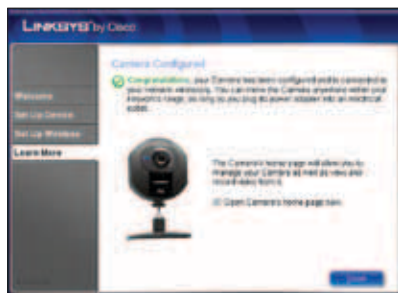 LINKSYS by Cisco
Camera Configured
Congratulations, your Camera has been configured and is connected to
your network wirelessly. You can move the Camera anywhere within your
network's range, as long as you plug its power adapter into an electrical
outlet.
Welcome
Set Up Device
Set Up Wireless
Learn More
The Camera's home page will allow you to
manage your Camera as well as view and
record video from it.
Open Camera's home page now.